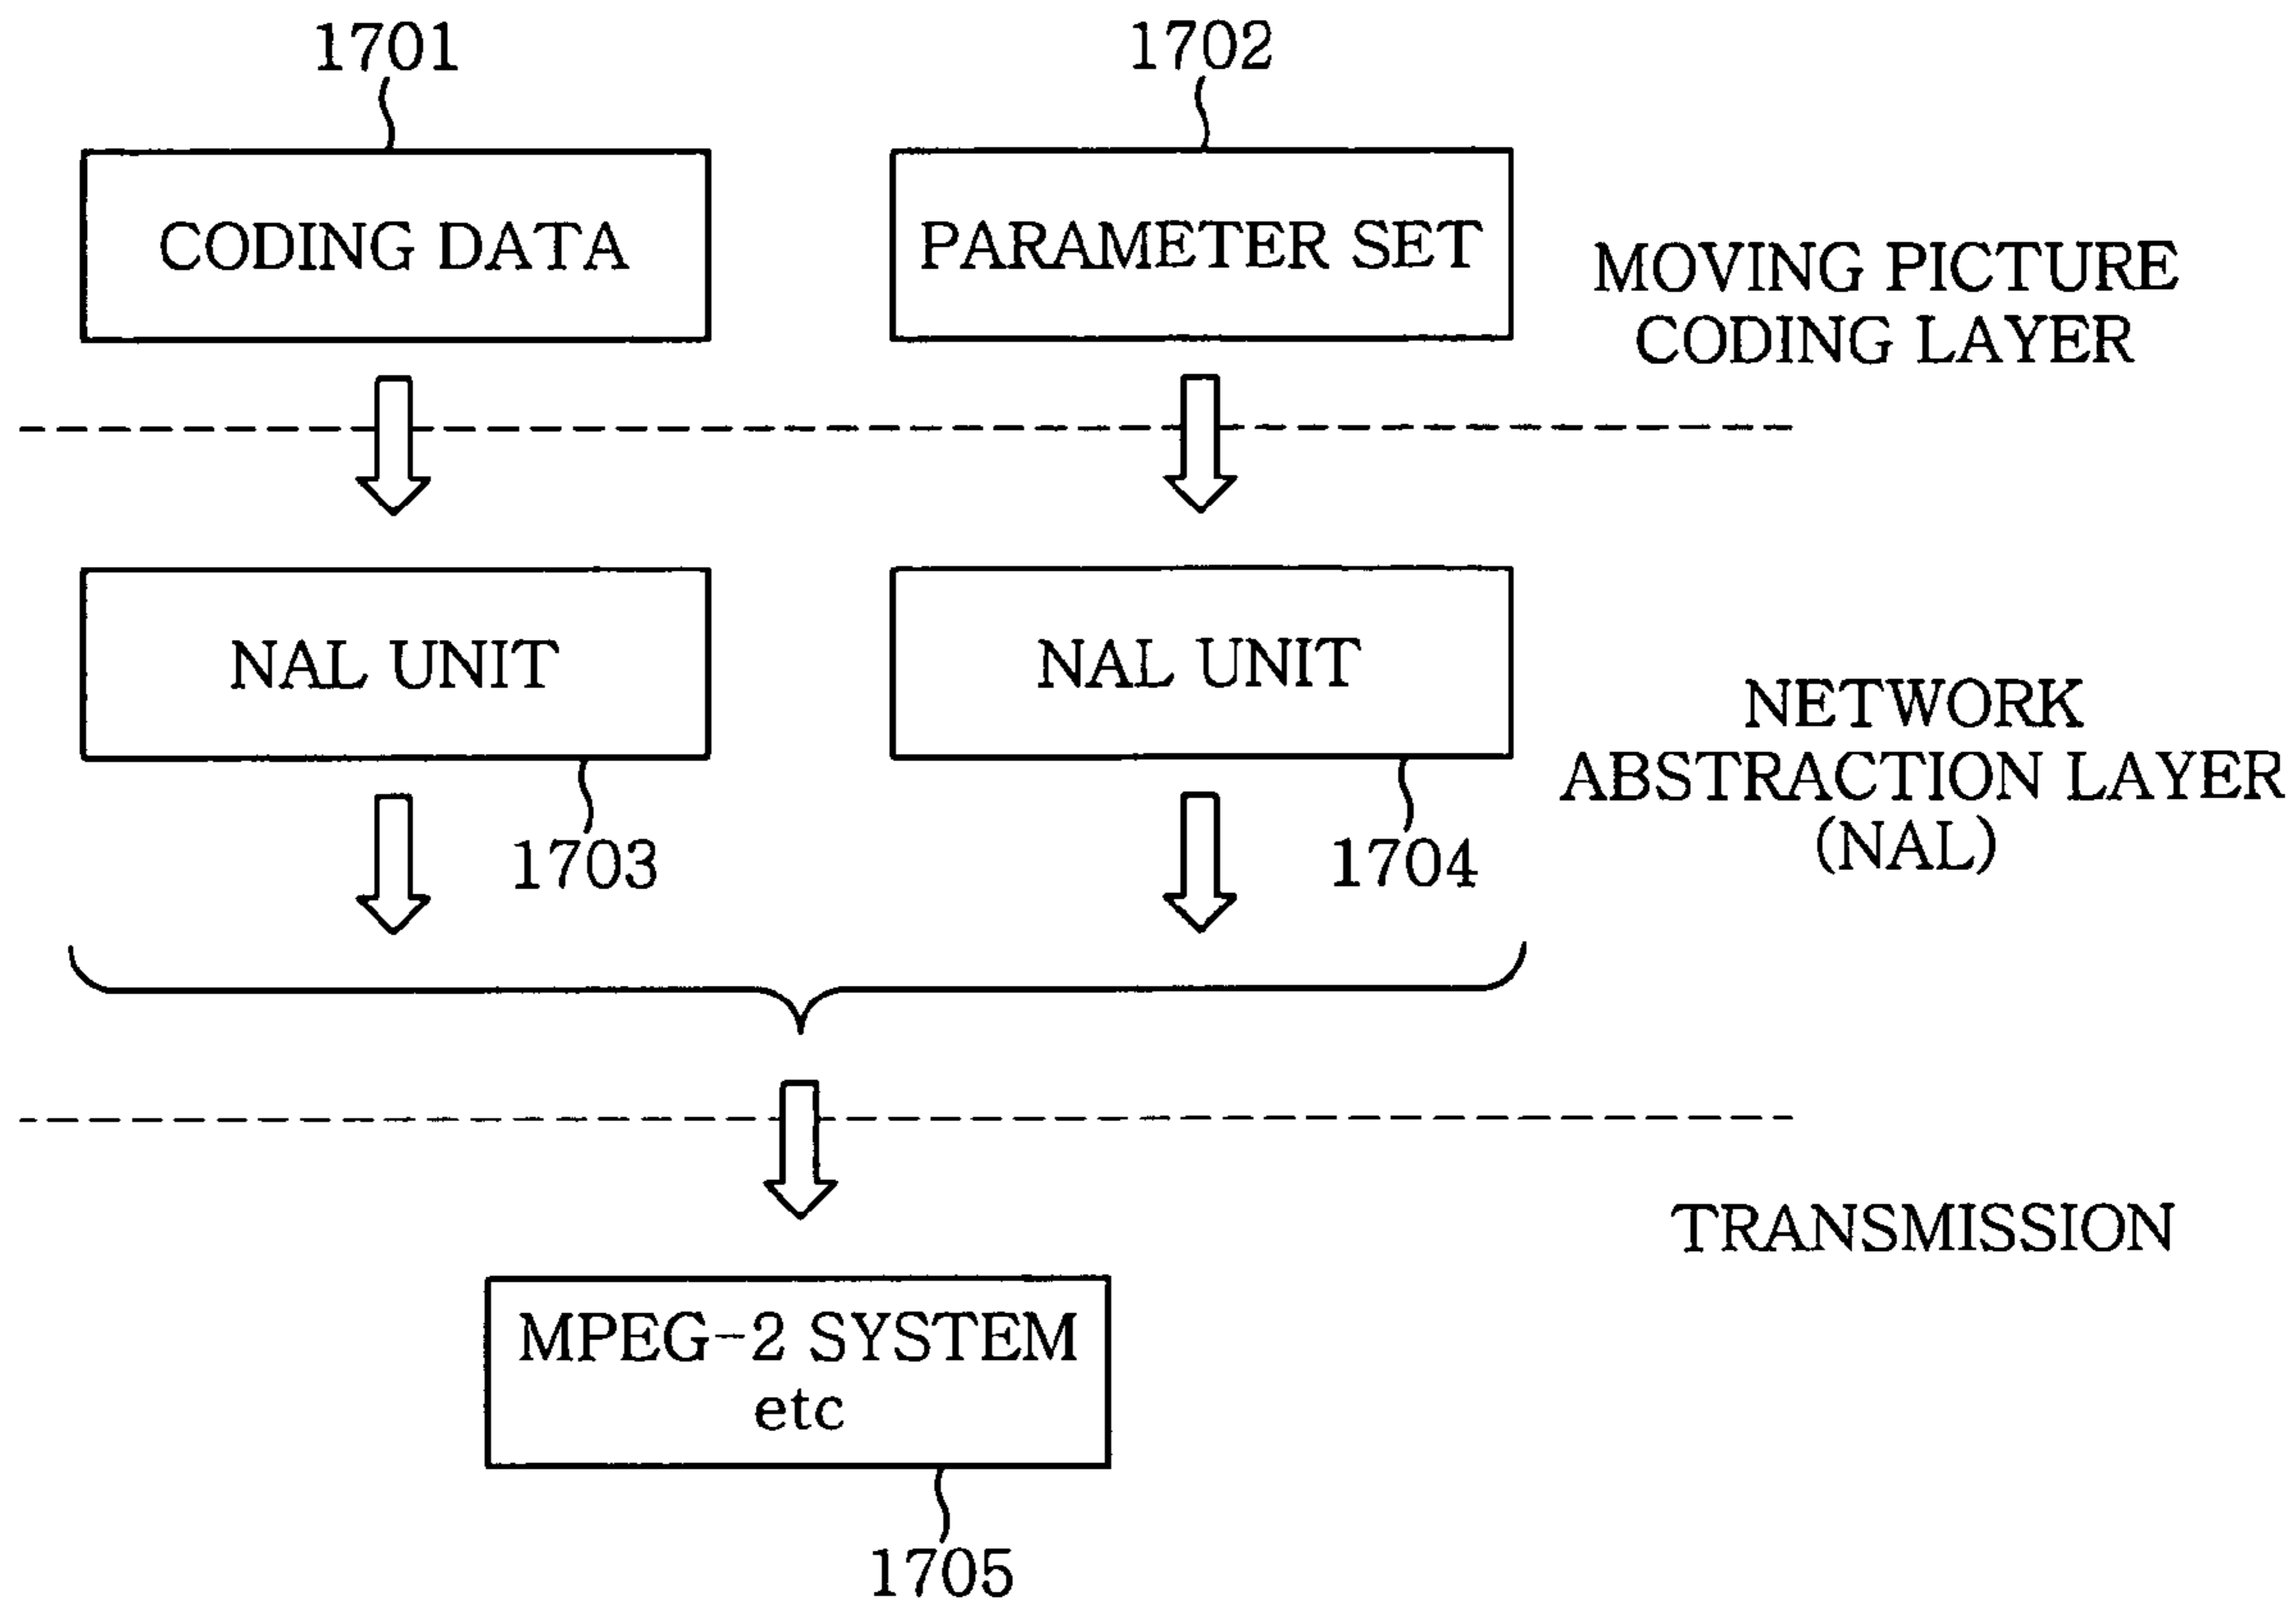 1701
1702
CODING DATA
PARAMETER SET
MOVING PICTURE
CODING LAYER
NAL UNIT
NAL UNIT
NETWORK
ABSTRACTION LAYER
(NAL)
1703
1704
TRANSMISSION
MPEG-2 SYSTEM
etc
1705